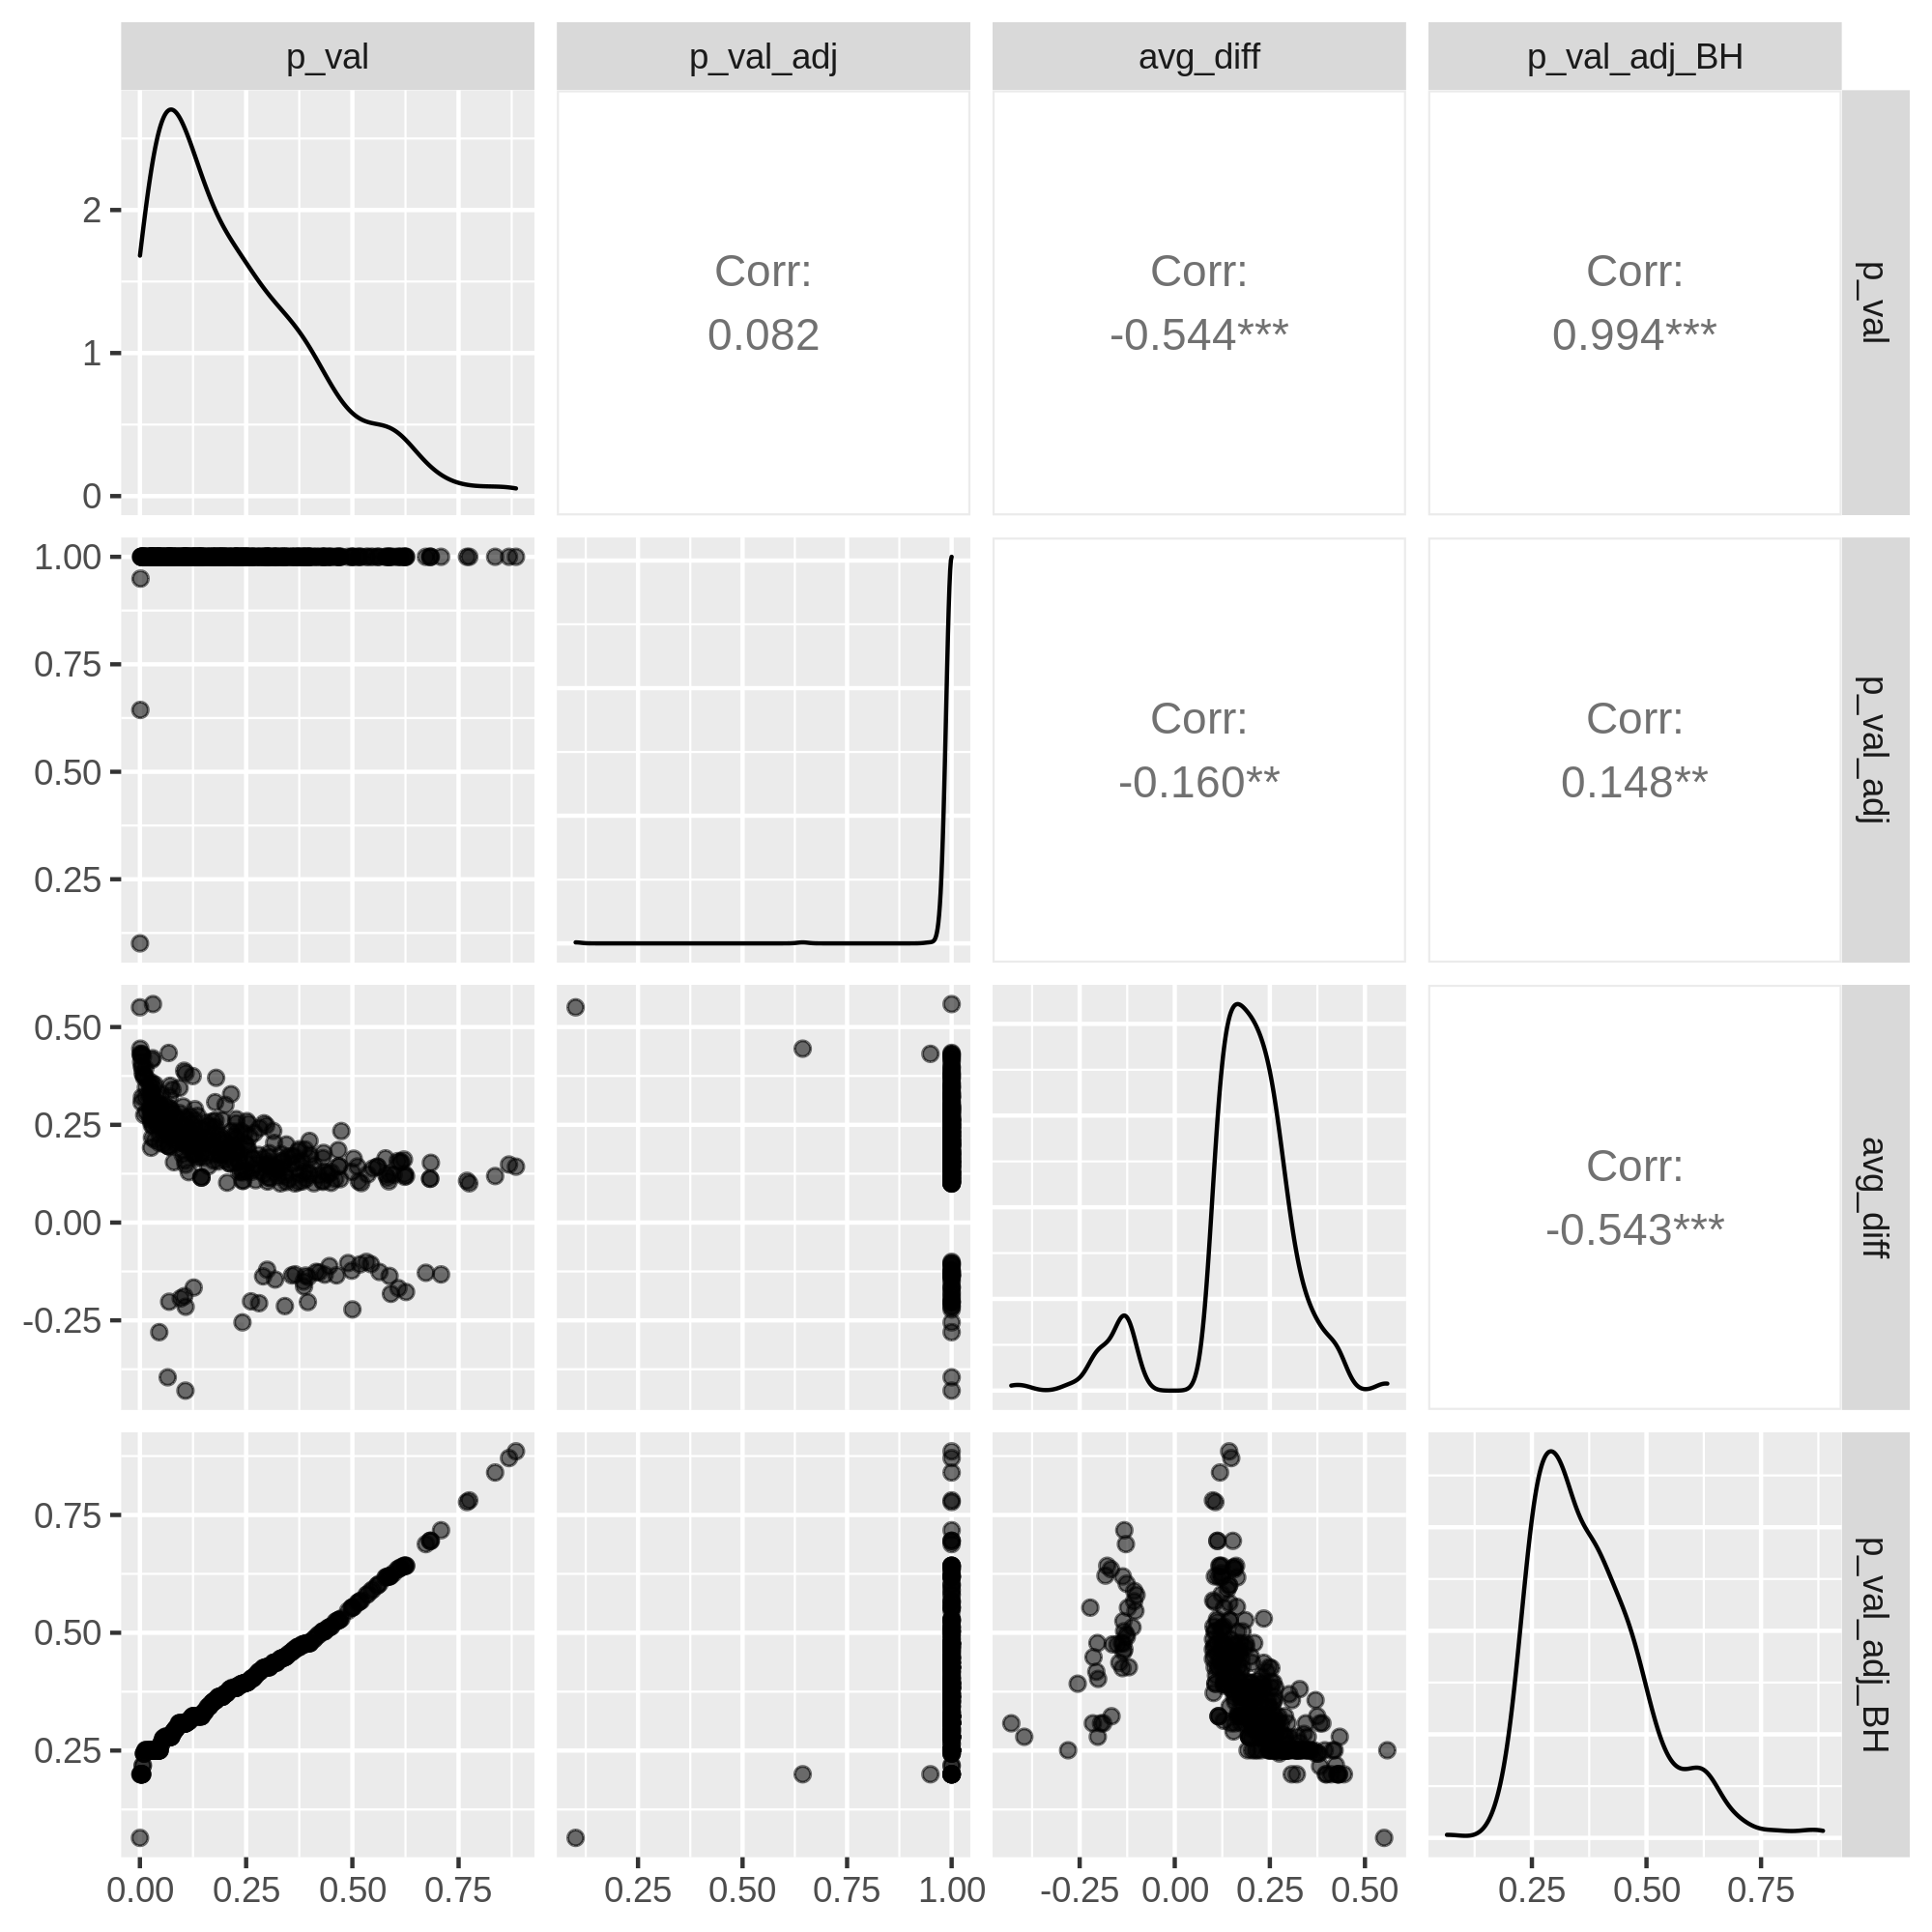 p_val
p_val_adj
avg_diff
p_val_adj_BH
2
1
0
Corr:
0.082
Corr:
-0.544***
Corr:
0.994***
p_val
1.00
0.75
0.50
0.25
Corr:
-0.160**
Corr:
0.148**
p_val_adj
0.50
0.25
0.00
-0.25
Corr:
-0.543***
avg_diff
0.75
0.50
0.25
p_val_adj_BH
0.00 0.25 0.50 0.75
0.25 0.50 0.75 1.00
-0.25 0.00 0.25 0.50
0.25 0.50 0.75